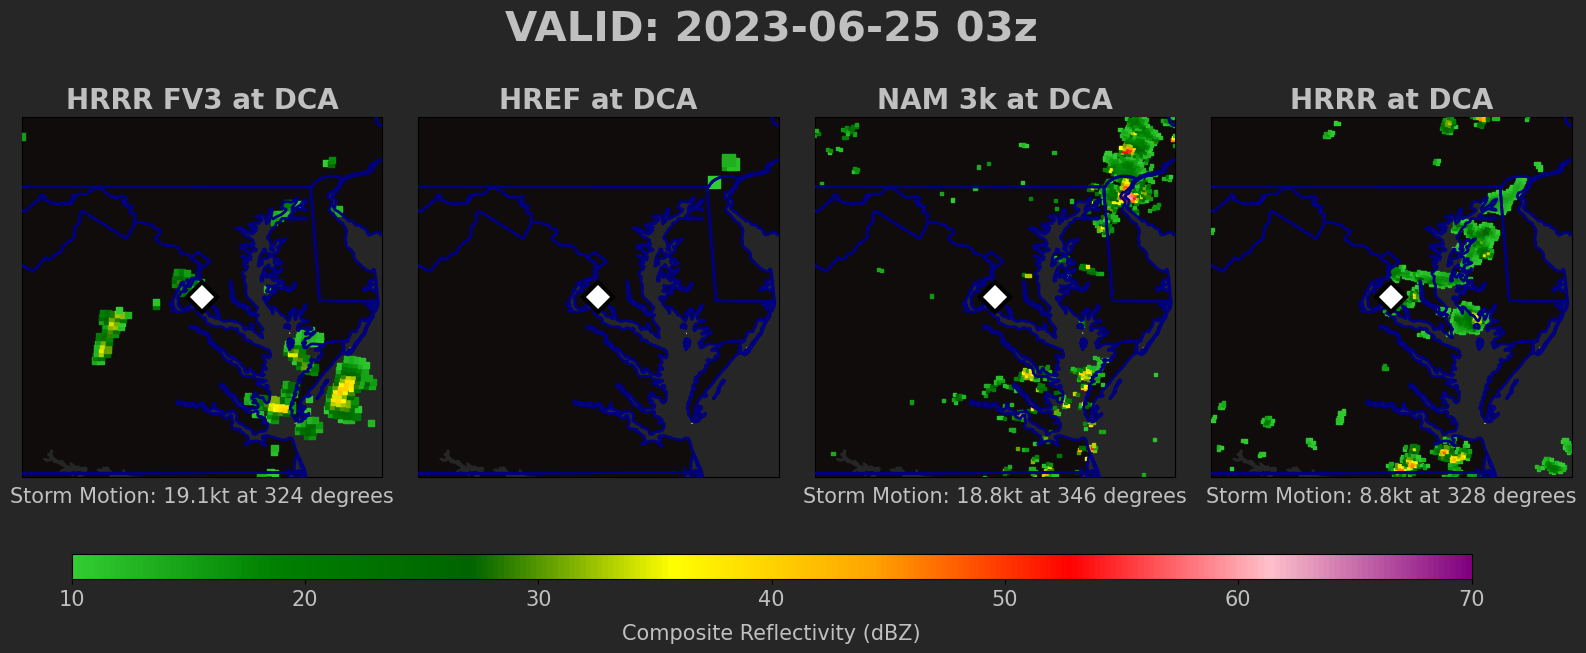 VALID: 2023-06-25 03z
HRRR FV3 at DCA
HREF at DCA
NAM 3k at DCA
HRRR at DCA
Storm Motion: 19.1kt at 324 degrees
Storm Motion: 18.8kt at 346 degrees
Storm Motion: 8.8kt at 328 degrees
10 20 30 40 50 60 70
Composite Reflectivity (dBZ)